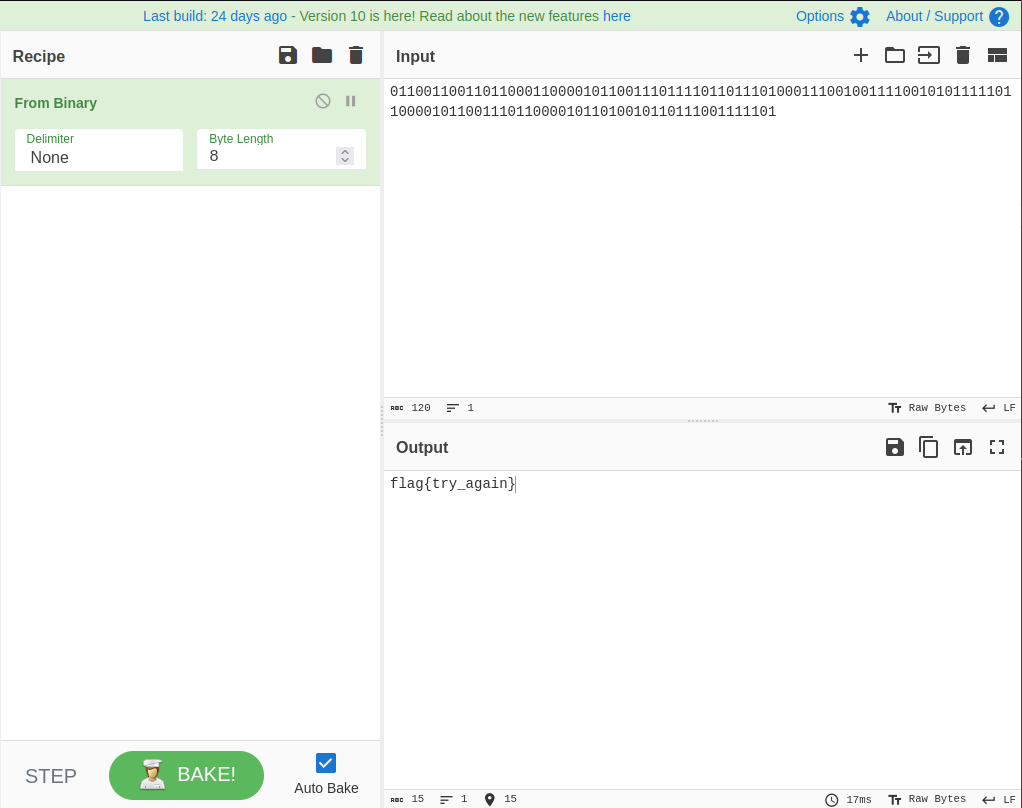 Last build: 24 days ago - Version 10 is here! Read about the new features here
Options
About / Support
Recipe
From Binary
Delimiter
None
Byte Length
8
STEP
BAKE!
Auto Bake
Input
01100110011011000110000101100111011110110111010001110010011110010101111101
1000010110011101100001011010010110111001111101
ABC 120 1
Raw Bytes LF
Output
flag{try_again}
ABC 15 1 15
17ms Raw Bytes LF